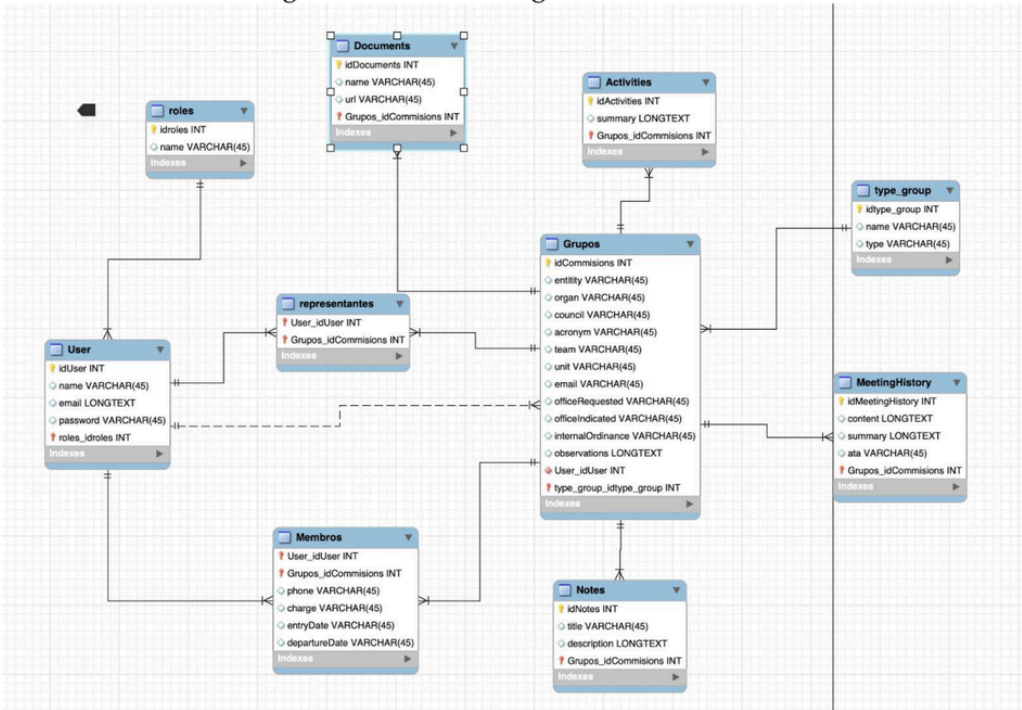 Documents
idDocuments INT
name VARCHAR(45)
url VARCHAR(45)
Grupos_idCommisions INT
Indexes
Activities
idActivities INT
summary LONGTEXT
Grupos_idCommisions INT
Indexes
roles
idroles INT
name VARCHAR(45)
Indexes
type_group
idtype_group INT
name VARCHAR(45)
type VARCHAR(45)
Indexes
Grupos
idCommisions INT
entitity VARCHAR(45)
organ VARCHAR(45)
council VARCHAR(45)
acronym VARCHAR(45)
team VARCHAR(45)
unit VARCHAR(45)
email VARCHAR(45)
officeRequested VARCHAR(45)
officeIndicated VARCHAR(45)
internalOrdinance VARCHAR(45)
observations LONGTEXT
User_idUser INT
type_group_idtype_group INT
Indexes
representantes
User_idUser INT
Grupos_idCommisions INT
Indexes
User
idUser INT
name VARCHAR(45)
email LONGTEXT
password VARCHAR(45)
roles_idroles INT
Indexes
MeetingHistory
idMeetingHistory INT
content LONGTEXT
summary LONGTEXT
ata VARCHAR(45)
Grupos_idCommisions INT
Indexes
Membros
User_idUser INT
Grupos_idCommisions INT
phone VARCHAR(45)
charge VARCHAR(45)
entryDate VARCHAR(45)
departureDate VARCHAR(45)
Indexes
Notes
idNotes INT
title VARCHAR(45)
description LONGTEXT
Grupos_idCommisions INT
Indexes